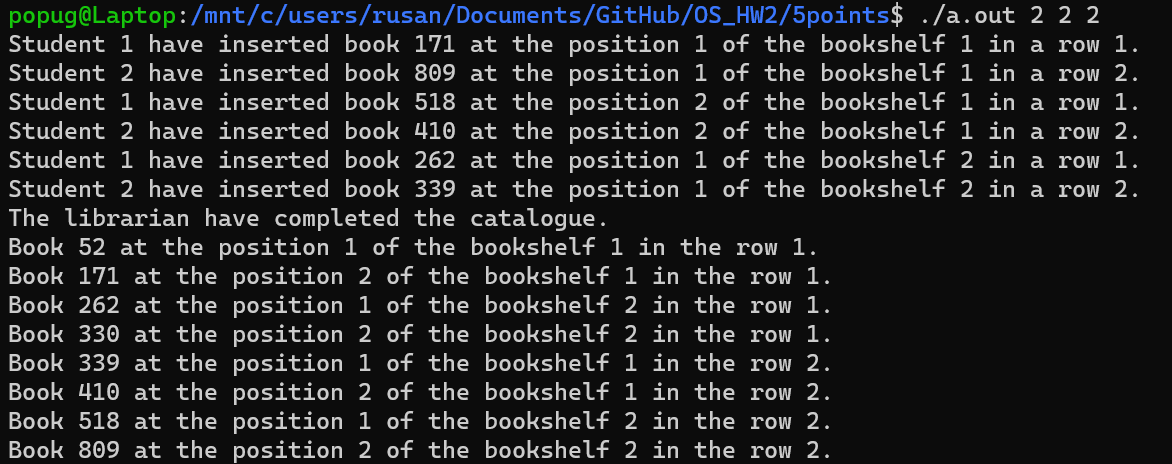 popug@Laptop:/mnt/c/users/rusan/Documents/GitHub/OS_HW2/5points$ ./a.out 2 2 2
Student 1 have inserted book 171 at the position 1 of the bookshelf 1 in a row 1.
Student 2 have inserted book 809 at the position 1 of the bookshelf 1 in a row 2.
Student 1 have inserted book 518 at the position 2 of the bookshelf 1 in a row 1.
Student 2 have inserted book 410 at the position 2 of the bookshelf 1 in a row 2.
Student 1 have inserted book 262 at the position 1 of the bookshelf 2 in a row 1.
Student 2 have inserted book 339 at the position 1 of the bookshelf 2 in a row 2.
The librarian have completed the catalogue.
Book 52 at the position 1 of the bookshelf 1 in the row 1.
Book 171 at the position 2 of the bookshelf 1 in the row 1.
Book 262 at the position 1 of the bookshelf 2 in the row 1.
Book 330 at the position 2 of the bookshelf 2 in the row 1.
Book 339 at the position 1 of the bookshelf 1 in the row 2.
Book 410 at the position 2 of the bookshelf 1 in the row 2.
Book 518 at the position 1 of the bookshelf 2 in the row 2.
Book 809 at the position 2 of the bookshelf 2 in the row 2.